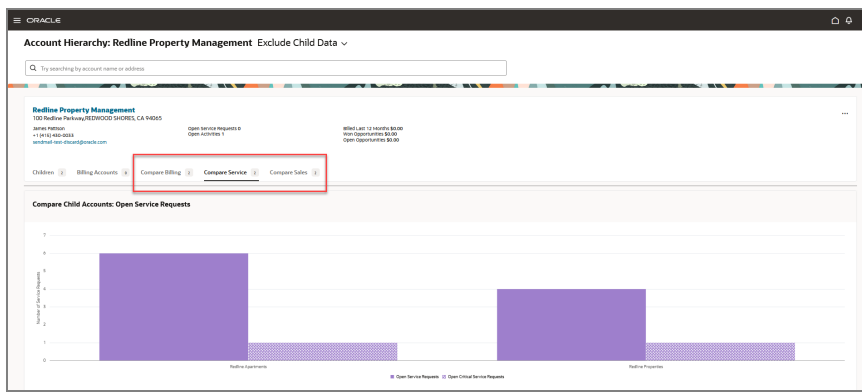 ORACLE
Account Hierarchy: Redline Property Management Exclude Child Data
Try searching by account name or address
Redline Property Management
100 Redline Parkway,REDWOOD SHORES, CA 94065
James Pattison
+1 (415) 430-0033
sendmail-test-discard@oracle.com
Open Service Requests 0
Open Activities 1
Billed Last 12 Months $0.00
Won Opportunities $0.00
Open Opportunities $0.00
Children Billing Accounts Compare Billing Compare Service Compare Sales
Compare Child Accounts: Open Service Requests
Number of Service Requests
7
6
5
4
3
2
1
0
Redline Apartments Redline Properties
Open Service Requests Open Critical Service Requests